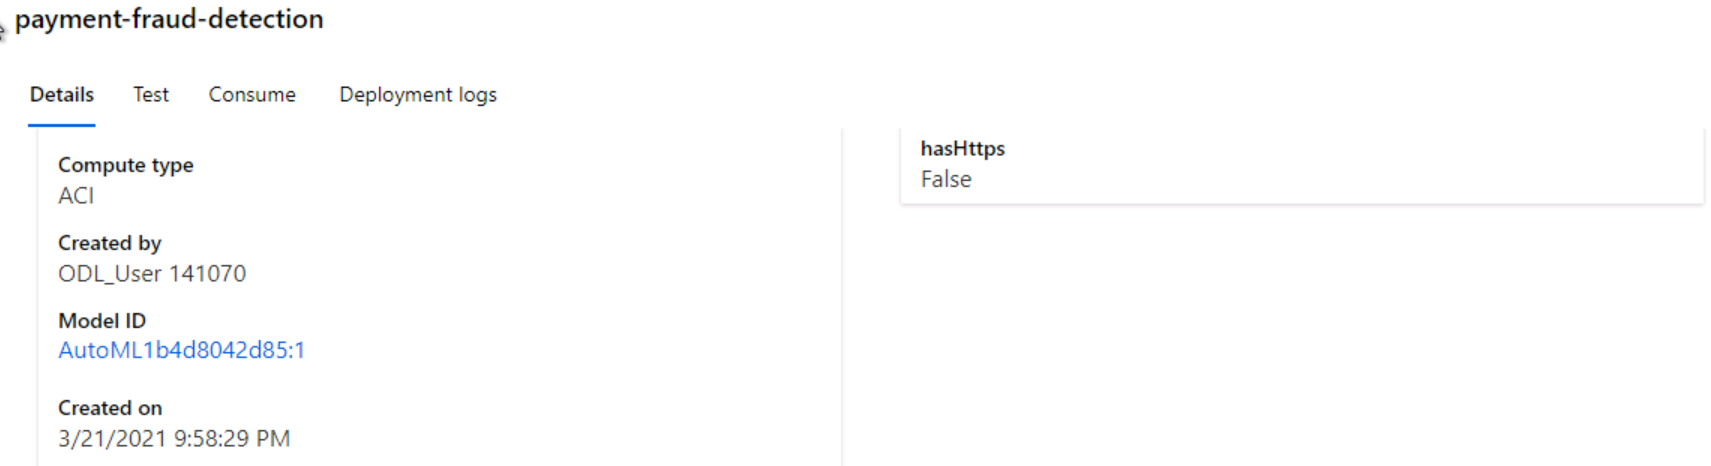 payment-fraud-detection
Details Test Consume Deployment logs
Compute type
ACI
Created by
ODL_User 141070
Model ID
AutoML1b4d8042d85:1
Created on
3/21/2021 9:58:29 PM
hasHttps
False